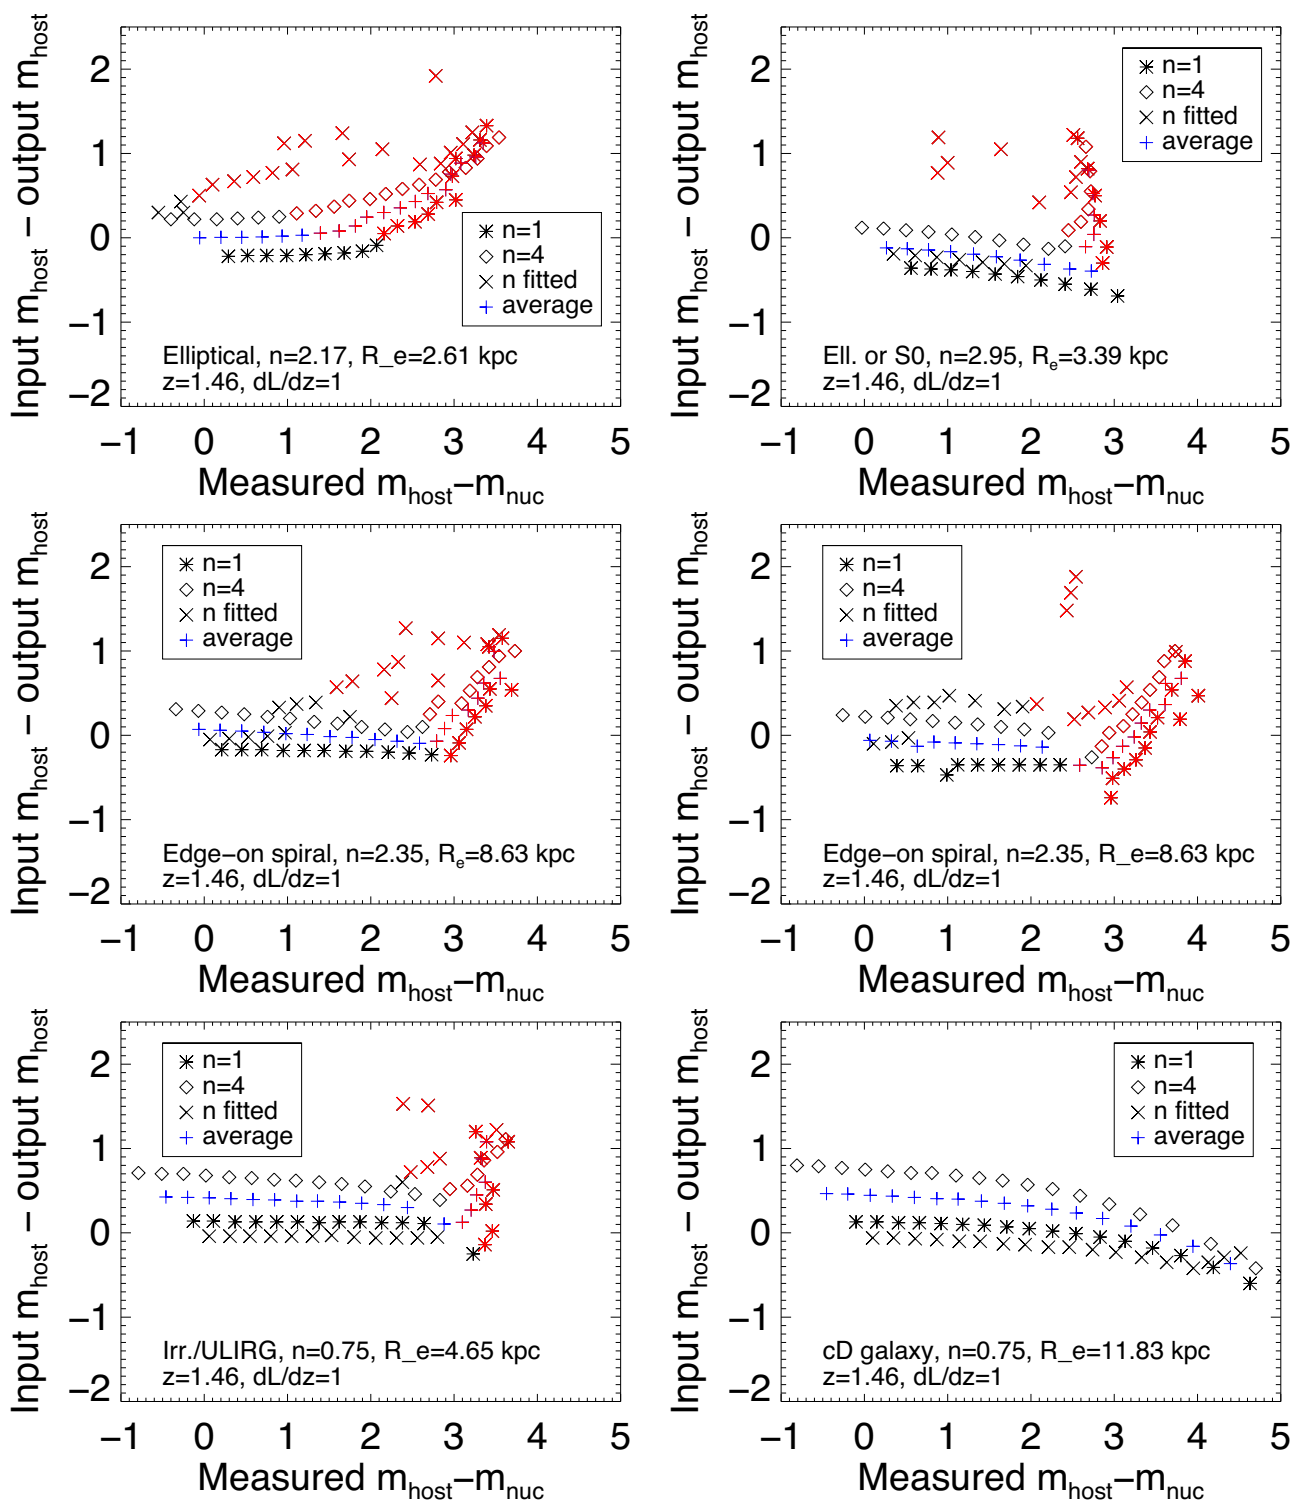 Input m_host − output m_host
2
1
0
−1
−2
n=1
n=4
n fitted
average
Elliptical, n=2.17, R_e=2.61 kpc
z=1.46, dL/dz=1
−1 0 1 2 3 4 5
Measured m_host−m_nuc
Input m_host − output m_host
2
1
0
−1
−2
n=1
n=4
n fitted
average
Ell. or S0, n=2.95, R_e=3.39 kpc
z=1.46, dL/dz=1
−1 0 1 2 3 4 5
Measured m_host−m_nuc
Input m_host − output m_host
2
1
0
−1
−2
n=1
n=4
n fitted
average
Edge−on spiral, n=2.35, R_e=8.63 kpc
z=1.46, dL/dz=1
−1 0 1 2 3 4 5
Measured m_host−m_nuc
Input m_host − output m_host
2
1
0
−1
−2
n=1
n=4
n fitted
average
Edge−on spiral, n=2.35, R_e=8.63 kpc
z=1.46, dL/dz=1
−1 0 1 2 3 4 5
Measured m_host−m_nuc
Input m_host − output m_host
2
1
0
−1
−2
n=1
n=4
n fitted
average
Irr./ULIRG, n=0.75, R_e=4.65 kpc
z=1.46, dL/dz=1
−1 0 1 2 3 4 5
Measured m_host−m_nuc
Input m_host − output m_host
2
1
0
−1
−2
n=1
n=4
n fitted
average
cD galaxy, n=0.75, R_e=11.83 kpc
z=1.46, dL/dz=1
−1 0 1 2 3 4 5
Measured m_host−m_nuc